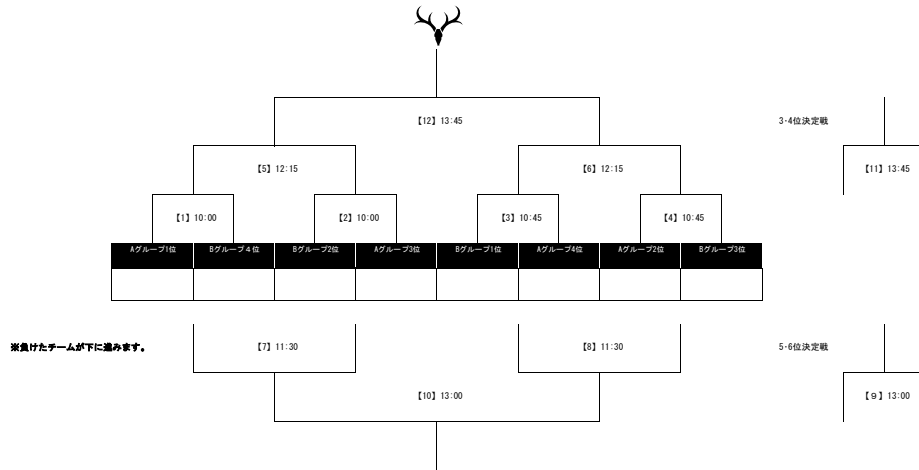 【12】13:45
3・4位決定戦
【5】12:15
【6】12:15
【11】13:45
【1】10:00
【2】10:00
【3】10:45
【4】10:45
Aグループ1位
Bグループ４位
Bグループ2位
Aグループ3位
Bグループ1位
Aグループ4位
Aグループ2位
Bグループ3位
※負けたチームが下に進みます。
【7】11:30
【8】11:30
5・6位決定戦
【10】13:00
【９】13:00